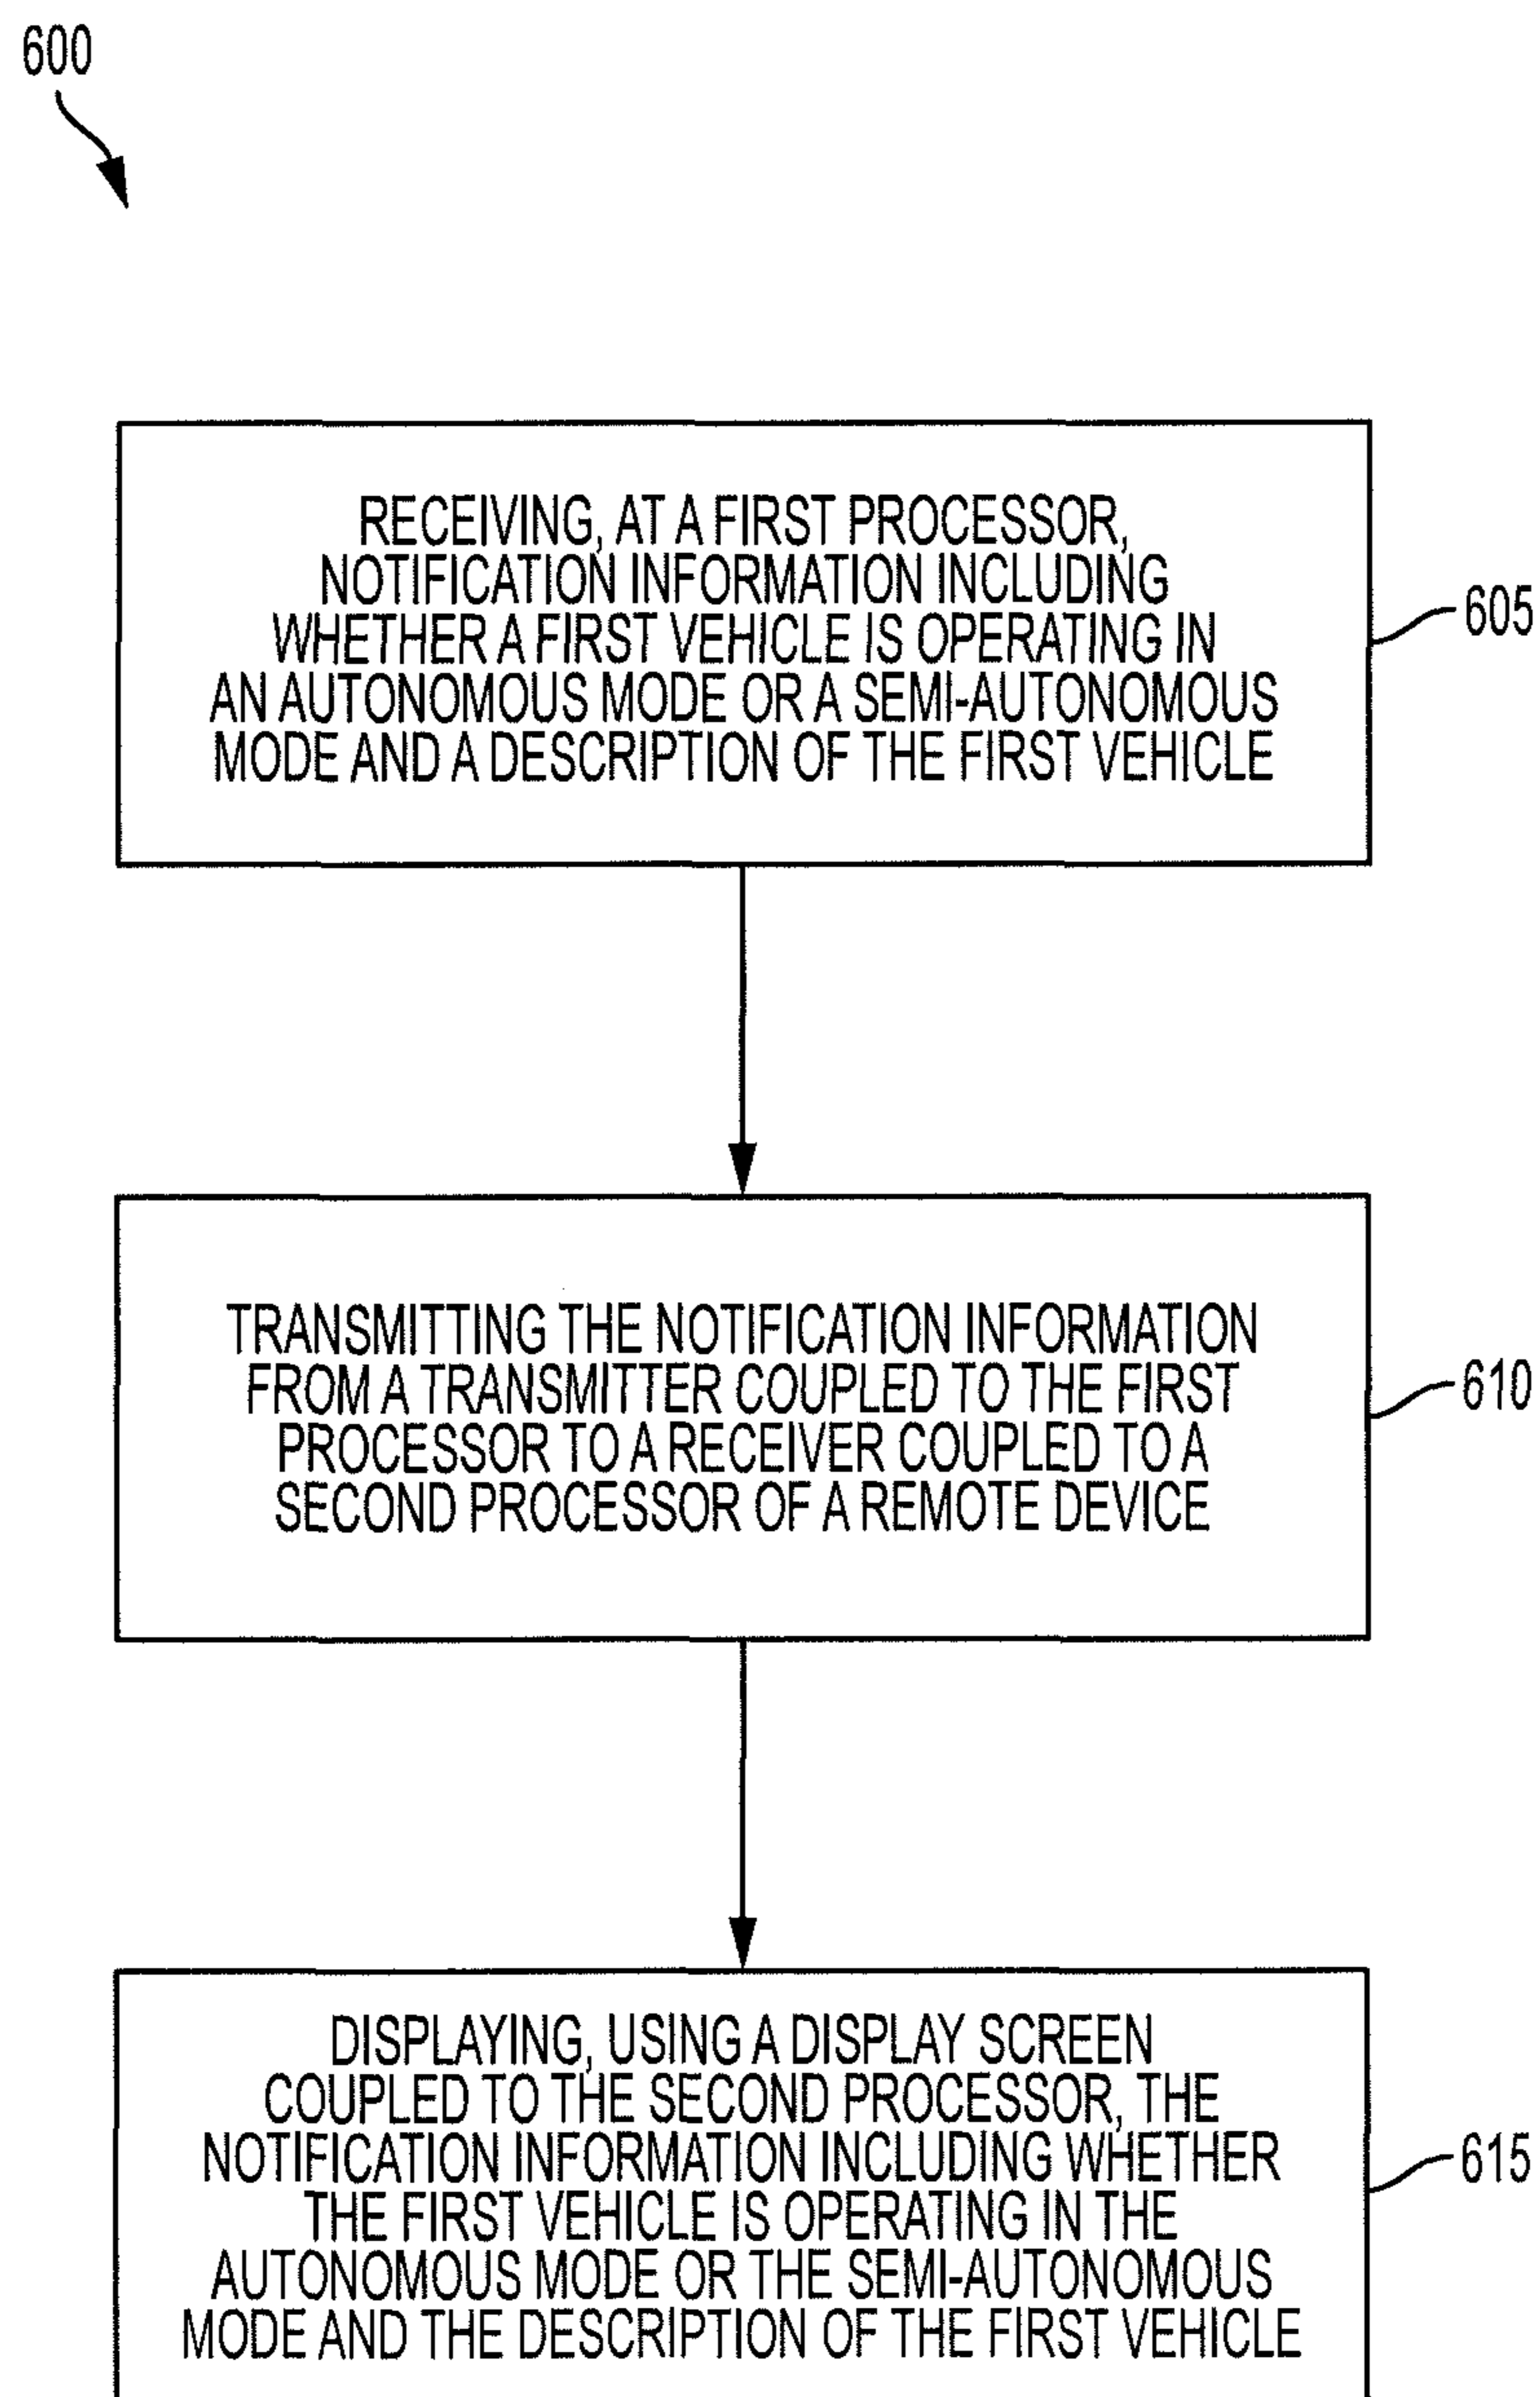 600
RECEIVING, AT A FIRST PROCESSOR,
NOTIFICATION INFORMATION INCLUDING
WHETHER A FIRST VEHICLE IS OPERATING IN
AN AUTONOMOUS MODE OR A SEMI-AUTONOMOUS
MODE AND A DESCRIPTION OF THE FIRST VEHICLE
605
TRANSMITTING THE NOTIFICATION INFORMATION
FROM A TRANSMITTER COUPLED TO THE FIRST
PROCESSOR TO A RECEIVER COUPLED TO A
SECOND PROCESSOR OF A REMOTE DEVICE
610
DISPLAYING, USING A DISPLAY SCREEN
COUPLED TO THE SECOND PROCESSOR, THE
NOTIFICATION INFORMATION INCLUDING WHETHER
THE FIRST VEHICLE IS OPERATING IN THE
AUTONOMOUS MODE OR THE SEMI-AUTONOMOUS
MODE AND THE DESCRIPTION OF THE FIRST VEHICLE
615